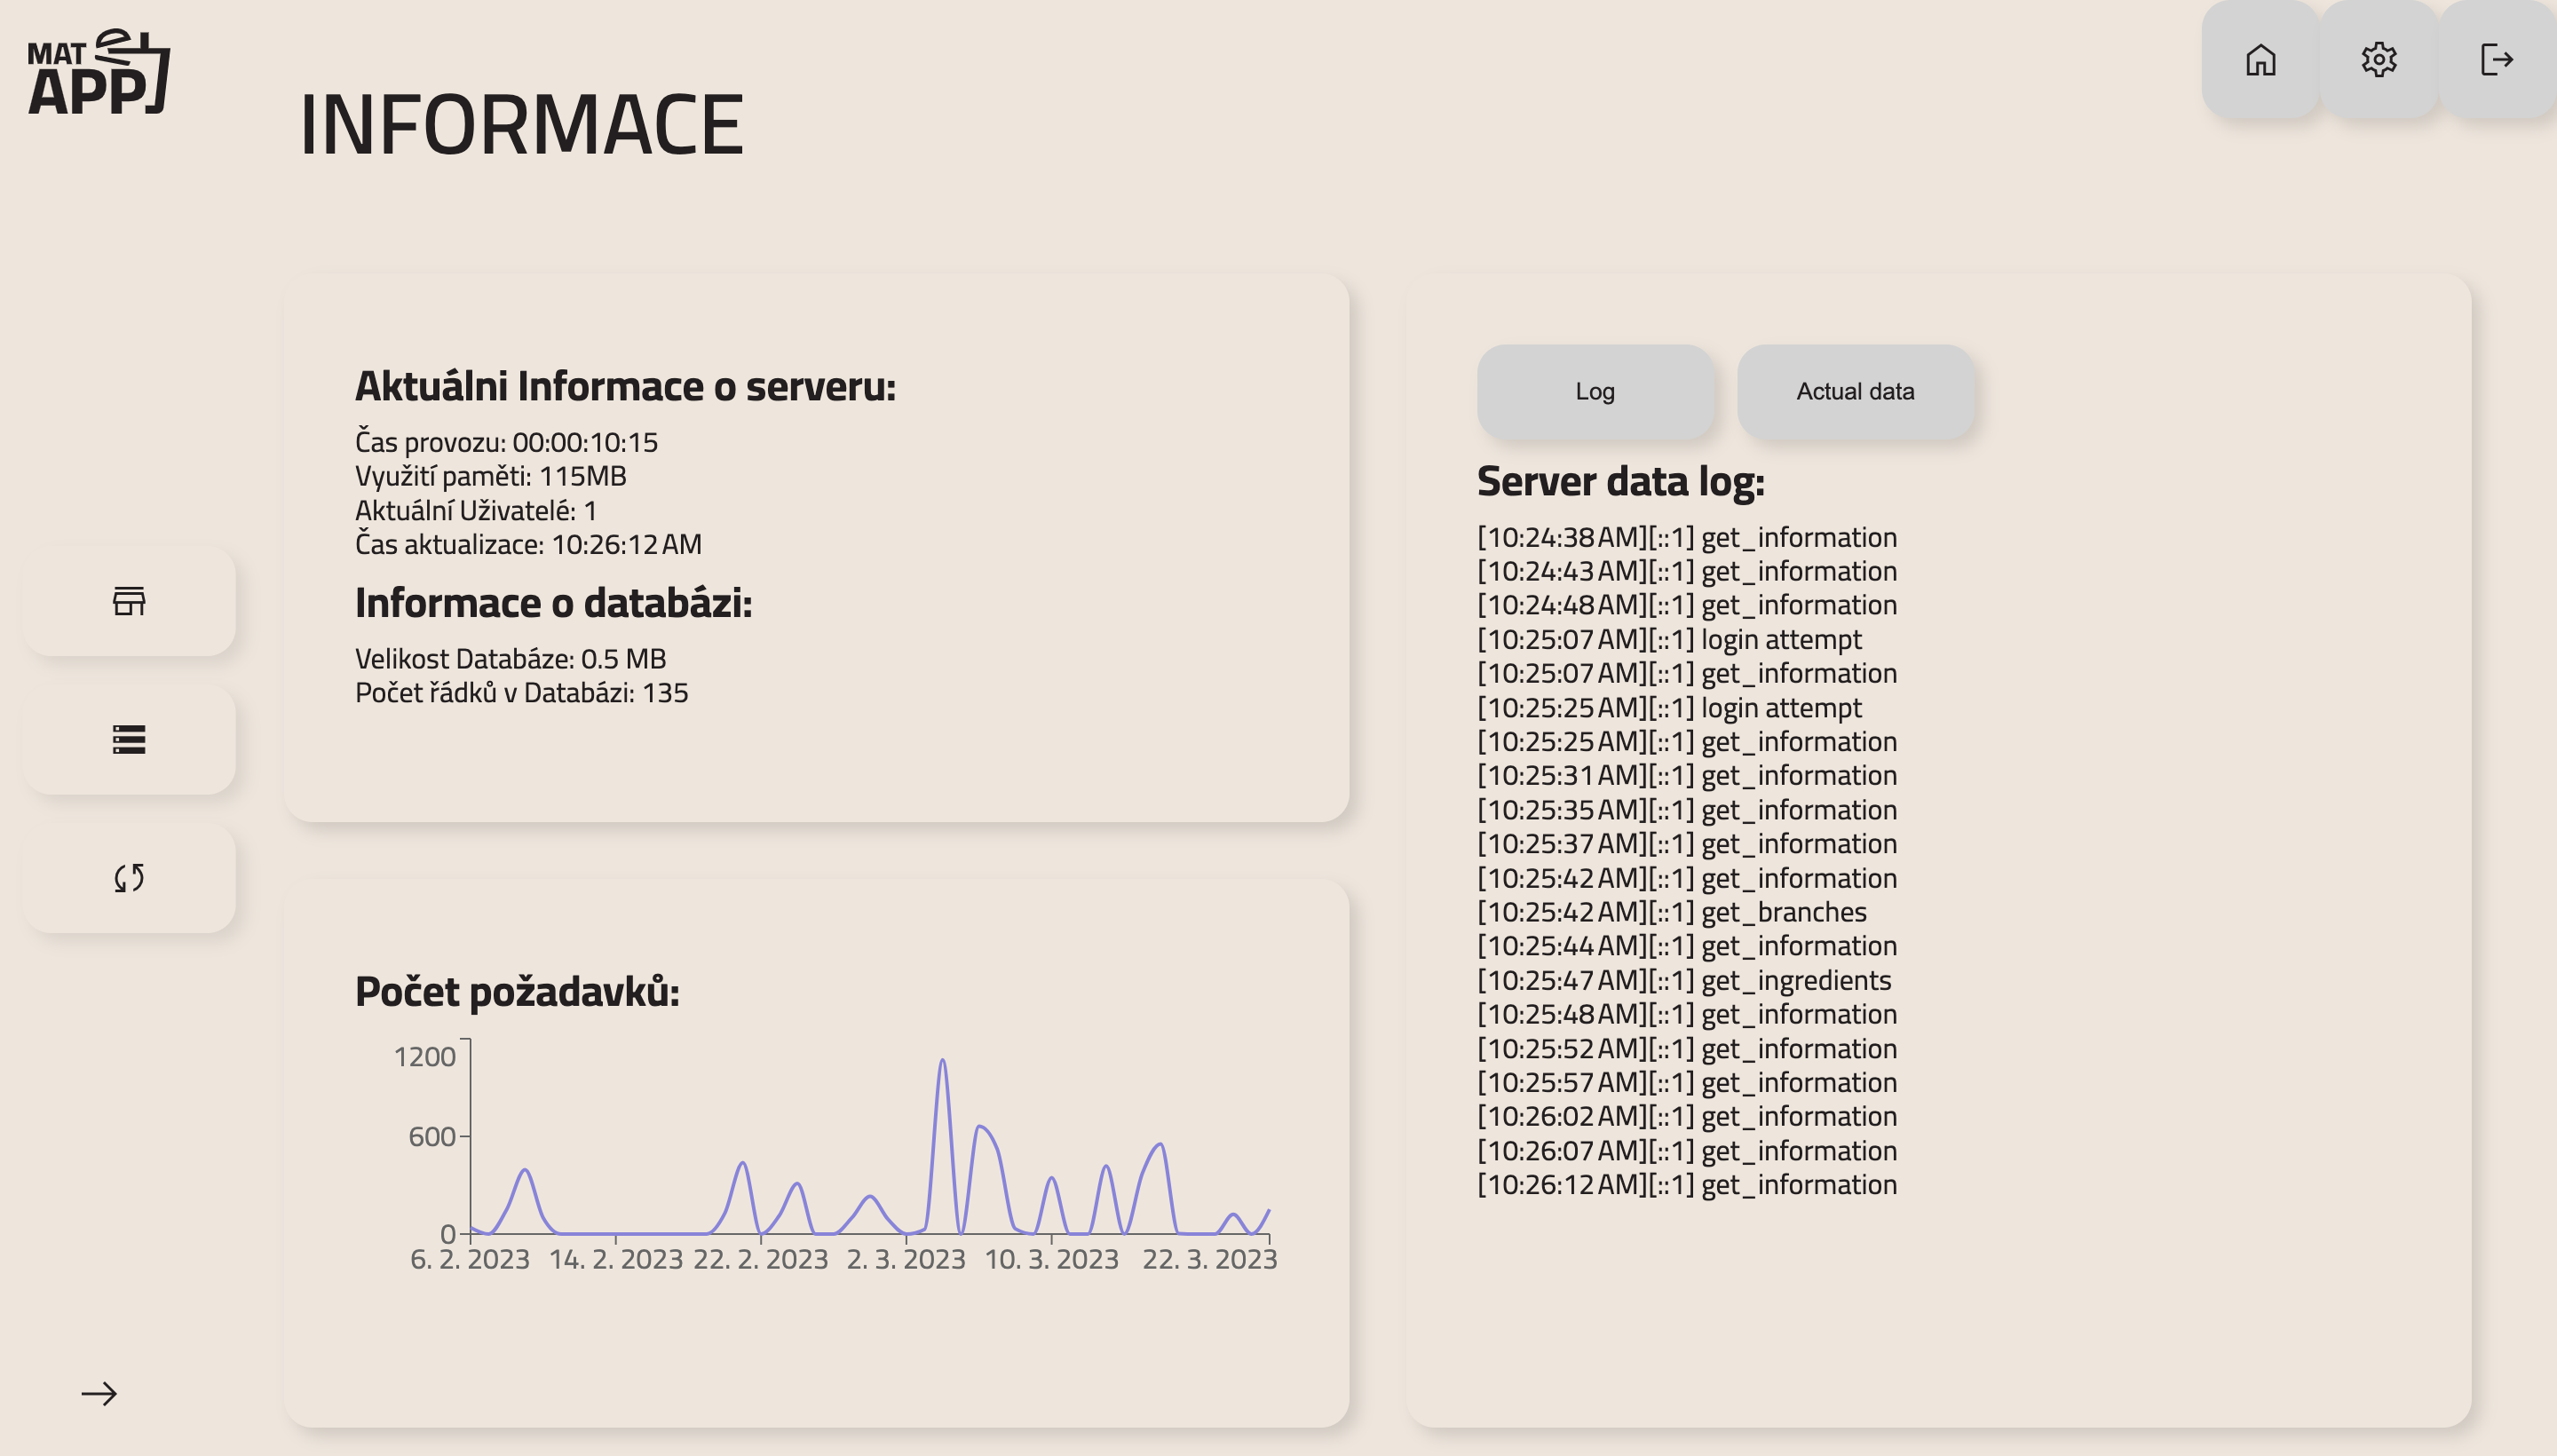 MAT
APP
INFORMACE
Aktuálni Informace o serveru:
Čas provozu: 00:00:10:15
Využití paměti: 115MB
Aktuální Uživatelé: 1
Čas aktualizace: 10:26:12 AM
Informace o databázi:
Velikost Databáze: 0.5 MB
Počet řádků v Databázi: 135
Počet požadavků:
1200
600
0
6. 2. 2023 14. 2. 2023 22. 2. 2023 2. 3. 2023 10. 3. 2023 22. 3. 2023
Log
Actual data
Server data log:
[10:24:38 AM][::1] get_information
[10:24:43 AM][::1] get_information
[10:24:48 AM][::1] get_information
[10:25:07 AM][::1] login attempt
[10:25:07 AM][::1] get_information
[10:25:25 AM][::1] login attempt
[10:25:25 AM][::1] get_information
[10:25:31 AM][::1] get_information
[10:25:35 AM][::1] get_information
[10:25:37 AM][::1] get_information
[10:25:42 AM][::1] get_information
[10:25:42 AM][::1] get_branches
[10:25:44 AM][::1] get_information
[10:25:47 AM][::1] get_ingredients
[10:25:48 AM][::1] get_information
[10:25:52 AM][::1] get_information
[10:25:57 AM][::1] get_information
[10:26:02 AM][::1] get_information
[10:26:07 AM][::1] get_information
[10:26:12 AM][::1] get_information